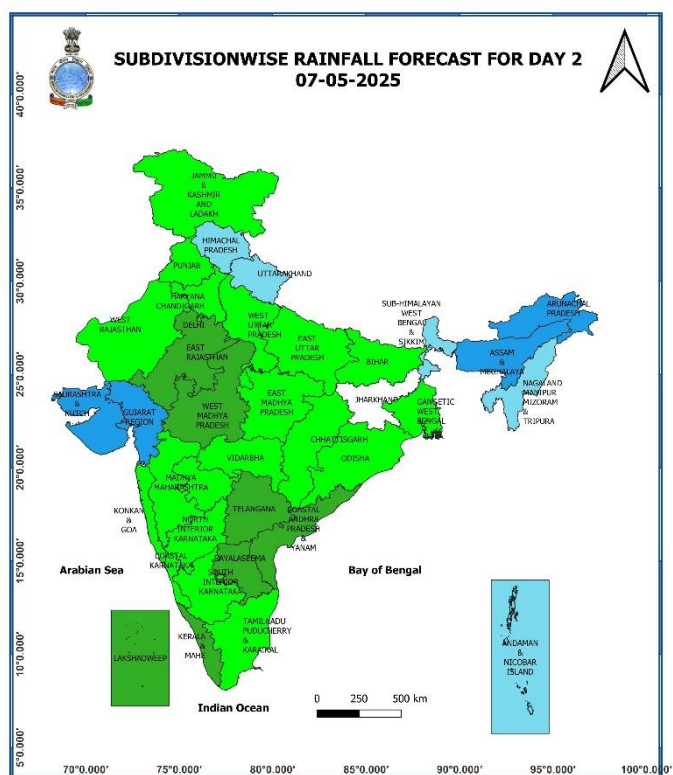 SUBDIVISIONWISE RAINFALL FORECAST FOR DAY 2
07-05-2025
JAMMU
&
KASHMIR
AND
LADAKH
HIMACHAL
PRADESH
UTTARAKHAND
PUNJAB
HARYANA
CHANDIGARH
DELHI
WEST
RAJASTHAN
EAST
RAJASTHAN
WEST
UTTAR
PRADESH
EAST
UTTAR
PRADESH
BIHAR
SUB-HIMALAYAN
WEST
BENGAL
&
SIKKIM
ARUNACHAL
PRADESH
ASSAM
&
MEGHALAYA
NAGALAND
MANIPUR
MIZORAM
&
TRIPURA
JHARKHAND
GANGETIC
WEST
BENGAL
SAURASHTRA
&
KUTCH
GUJARAT
REGION
WEST
MADHYA
PRADESH
EAST
MADHYA
PRADESH
CHHATTISGARH
ODISHA
VIDARBHA
MADHYA
MAHARASHTRA
KONKAN
&
GOA
TELANGANA
COASTAL
ANDHRA
PRADESH
&
YANAM
NORTH
INTERIOR
KARNATAKA
COASTAL
KARNATAKA
RAYALASEEMA
SOUTH
INTERIOR
KARNATAKA
TAMILNADU
PUDUCHERRY
&
KARAIKAL
KERALA
&
MAHE
LAKSHADWEEP
ANDAMAN
&
NICOBAR
ISLAND
Arabian Sea
Bay of Bengal
Indian Ocean
0 250 500 km
40°0.000'
35°0.000'
30°0.000'
25°0.000'
20°0.000'
15°0.000'
10°0.000'
5°0.000'
70°0.000' 75°0.000' 80°0.000' 85°0.000' 90°0.000' 95°0.000' 100°0.000'